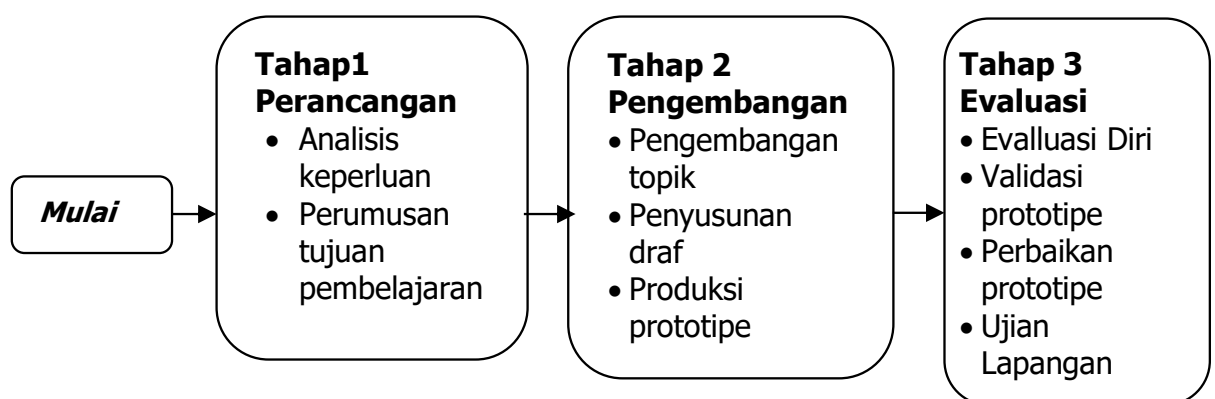 Mulai
Tahap1
Perancangan
• Analisis
keperluan
• Perumusan
tujuan
pembelajaran
Tahap 2
Pengembangan
• Pengembangan
topik
• Penyusunan
draf
• Produksi
prototipe
Tahap 3
Evaluasi
• Evalluasi Diri
• Validasi
prototipe
• Perbaikan
prototipe
• Ujian
Lapangan